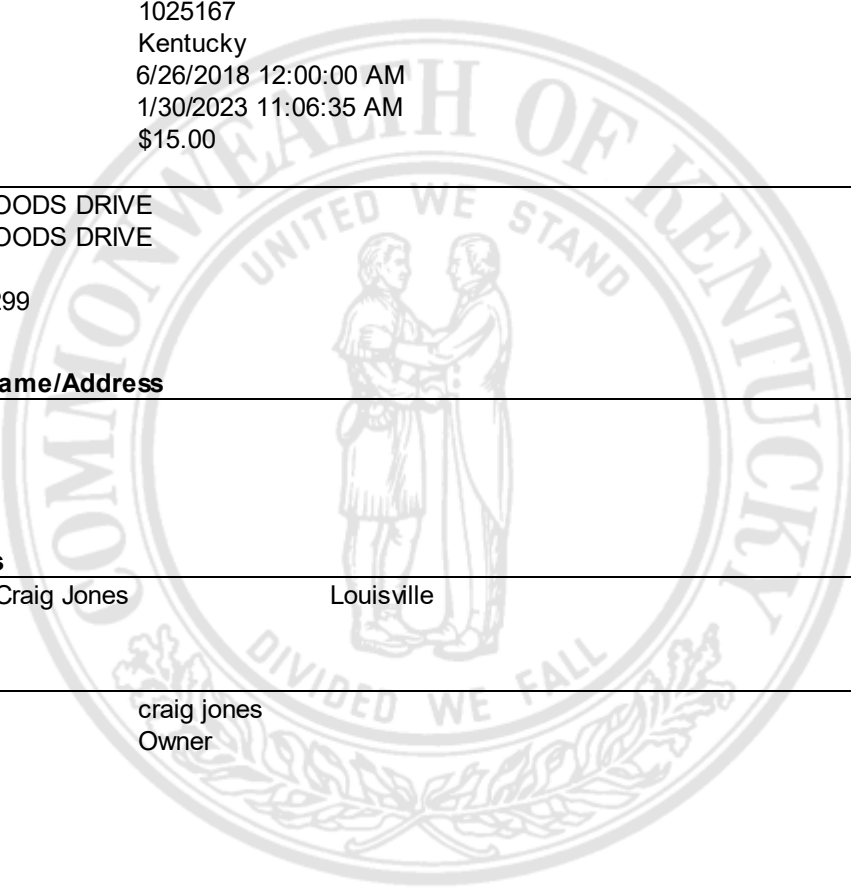 1025167
Kentucky
6/26/2018 12:00:00 AM
1/30/2023 11:06:35 AM
$15.00
OODS DRIVE
OODS DRIVE
299
ame/Address
s
Craig Jones Louisville
craig jones
Owner
COMMONWEALTH OF KENTUCKY
UNITED WE STAND
DIVIDED WE FALL